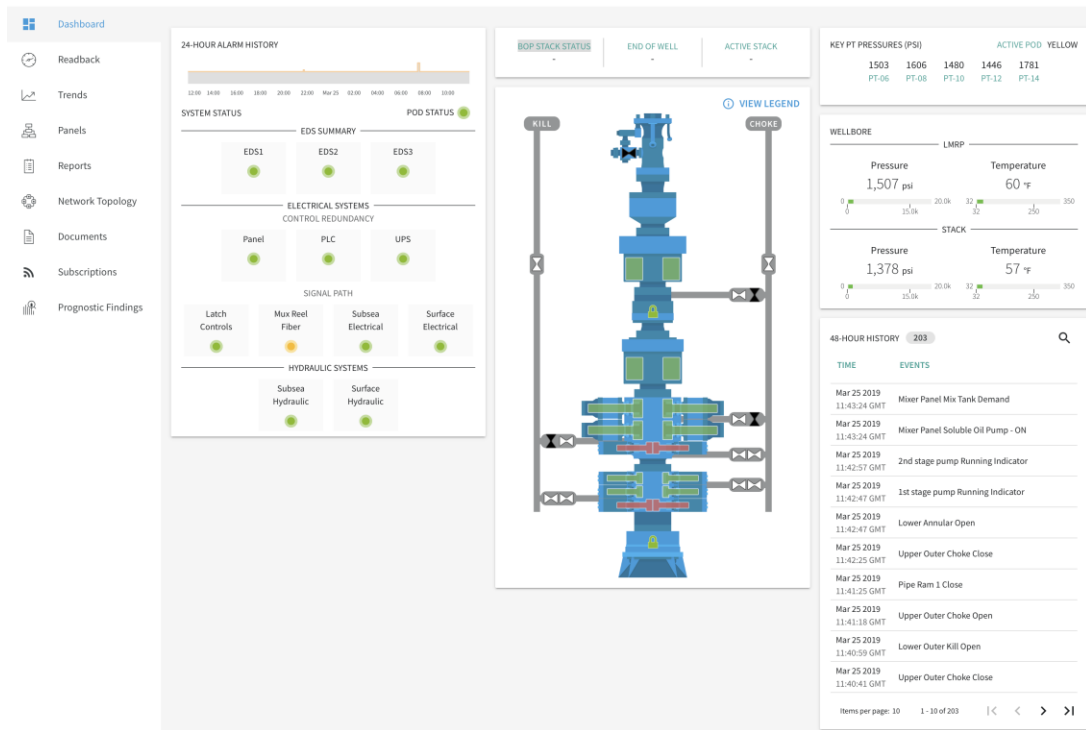 Dashboard
Readback
Trends
Panels
Reports
Network Topology
Documents
Subscriptions
Prognostic Findings
24-HOUR ALARM HISTORY
12:00 14:00 16:00 18:00 20:00 22:00 Mar 25 02:00 04:00 06:00 08:00 10:00
SYSTEM STATUS POD STATUS
EDS SUMMARY
EDS1 EDS2 EDS3
ELECTRICAL SYSTEMS
CONTROL REDUNDANCY
Panel PLC UPS
SIGNAL PATH
Latch Mux Reel Subsea Surface
Controls Fiber Electrical Electrical
HYDRAULIC SYSTEMS
Subsea Surface
Hydraulic Hydraulic
BOP STACK STATUS END OF WELL ACTIVE STACK
- - -
VIEW LEGEND
KILL CHOKE
KEY PT PRESSURES (PSI) ACTIVE POD YELLOW
1503 1606 1480 1446 1781
PT-06 PT-08 PT-10 PT-12 PT-14
WELLBORE
LMRP
Pressure Temperature
1,507 psi 60 °F
0 20.0k 32 350
0 15.0k 32 250
STACK
Pressure Temperature
1,378 psi 57 °F
0 20.0k 32 350
0 15.0k 32 250
48-HOUR HISTORY 203
TIME EVENTS
Mar 25 2019
11:43:24 GMT Mixer Panel Mix Tank Demand
Mar 25 2019
11:43:24 GMT Mixer Panel Soluble Oil Pump - ON
Mar 25 2019
11:42:57 GMT 2nd stage pump Running Indicator
Mar 25 2019
11:42:47 GMT 1st stage pump Running Indicator
Mar 25 2019
11:42:47 GMT Lower Annular Open
Mar 25 2019
11:42:25 GMT Upper Outer Choke Close
Mar 25 2019
11:41:25 GMT Pipe Ram 1 Close
Mar 25 2019
11:41:18 GMT Upper Outer Choke Open
Mar 25 2019
11:40:59 GMT Lower Outer Kill Open
Mar 25 2019
11:40:41 GMT Upper Outer Choke Close
Items per page: 10 1 - 10 of 203